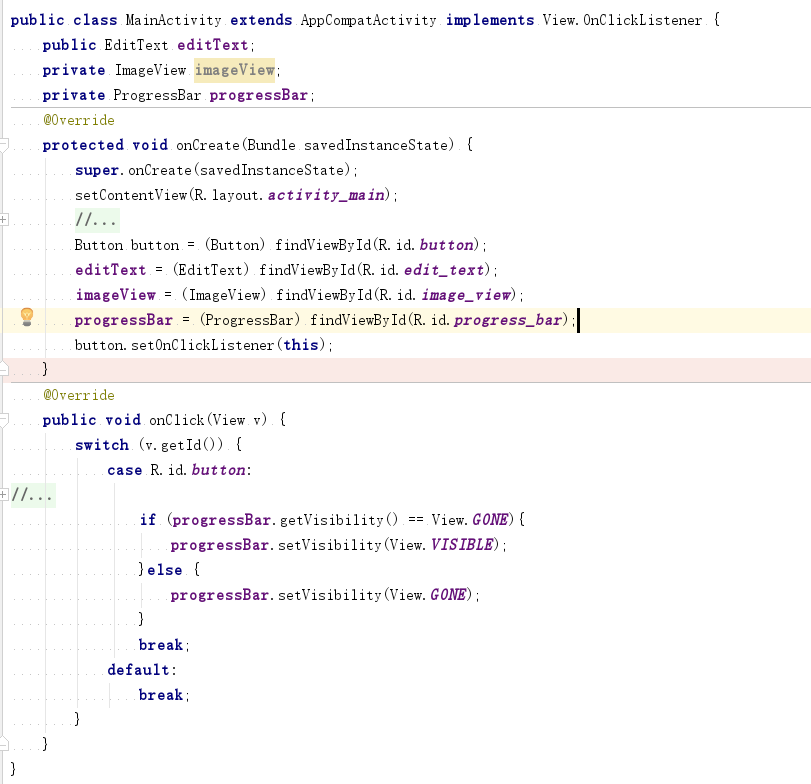 public class MainActivity extends AppCompatActivity implements View.OnClickListener {
    public EditText editText;
    private ImageView imageView;
    private ProgressBar progressBar;
    @Override
    protected void onCreate(Bundle savedInstanceState) {
        super.onCreate(savedInstanceState);
        setContentView(R.layout.activity_main);
        //...
        Button button = (Button) findViewById(R.id.button);
        editText = (EditText) findViewById(R.id.edit_text);
        imageView = (ImageView) findViewById(R.id.image_view);
        progressBar = (ProgressBar) findViewById(R.id.progress_bar);
        button.setOnClickListener(this);
    }
    @Override
    public void onClick(View v) {
        switch (v.getId()) {
            case R.id.button:
//...
                if (progressBar.getVisibility() == View.GONE){
                    progressBar.setVisibility(View.VISIBLE);
                }else {
                    progressBar.setVisibility(View.GONE);
                }
                break;
            default:
                break;
        }
    }
}